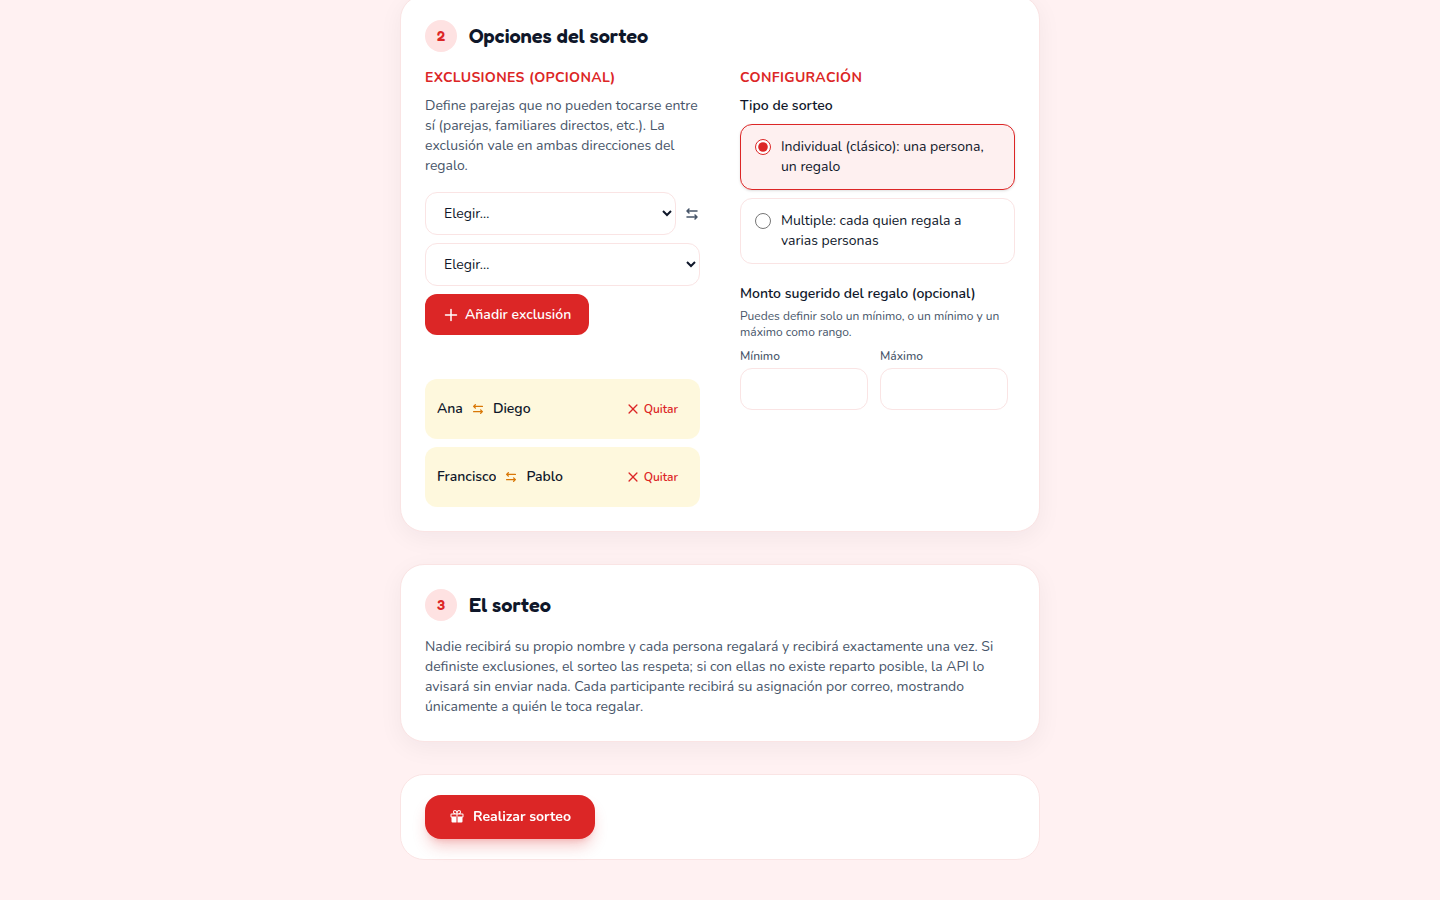 2
Opciones del sorteo
EXCLUSIONES (OPCIONAL)
Define parejas que no pueden tocarse entre
sí (parejas, familiares directos, etc.). La
exclusión vale en ambas direcciones del
regalo.
Elegir...
Elegir...
Añadir exclusión
Ana Diego Quitar
Francisco Pablo Quitar
CONFIGURACIÓN
Tipo de sorteo
Individual (clásico): una persona,
un regalo
Multiple: cada quien regala a
varias personas
Monto sugerido del regalo (opcional)
Puedes definir solo un mínimo, o un mínimo y un
máximo como rango.
Mínimo Máximo
3
El sorteo
Nadie recibirá su propio nombre y cada persona regalará y recibirá exactamente una vez. Si
definiste exclusiones, el sorteo las respeta; si con ellas no existe reparto posible, la API lo
avisará sin enviar nada. Cada participante recibirá su asignación por correo, mostrando
únicamente a quién le toca regalar.
Realizar sorteo